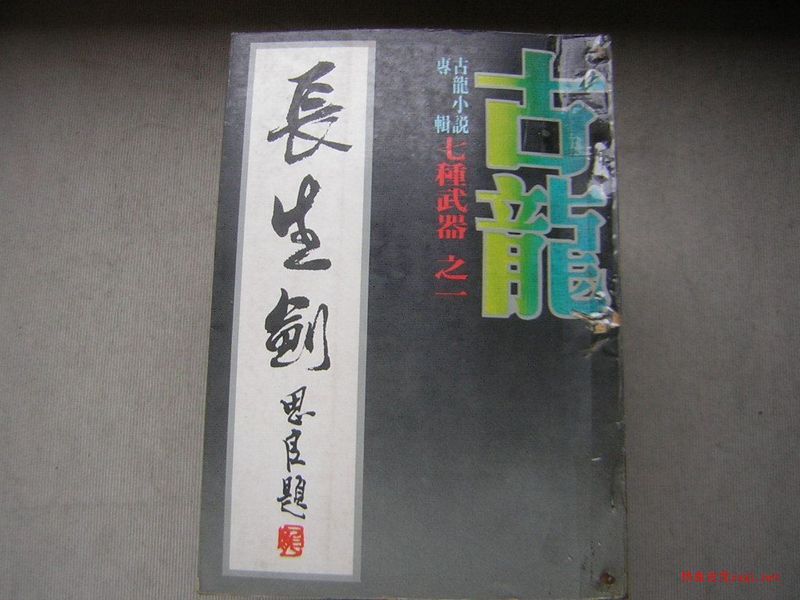 古龍
古龍小説
專輯
七種武器 之一
長生劍
思良題